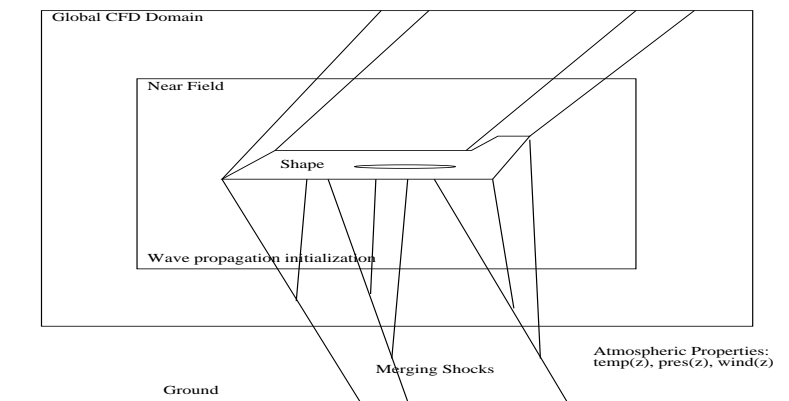 Global CFD Domain
Near Field
Shape
Wave propagation initialization
Atmospheric Properties:
temp(z), pres(z), wind(z)
Merging Shocks
Ground